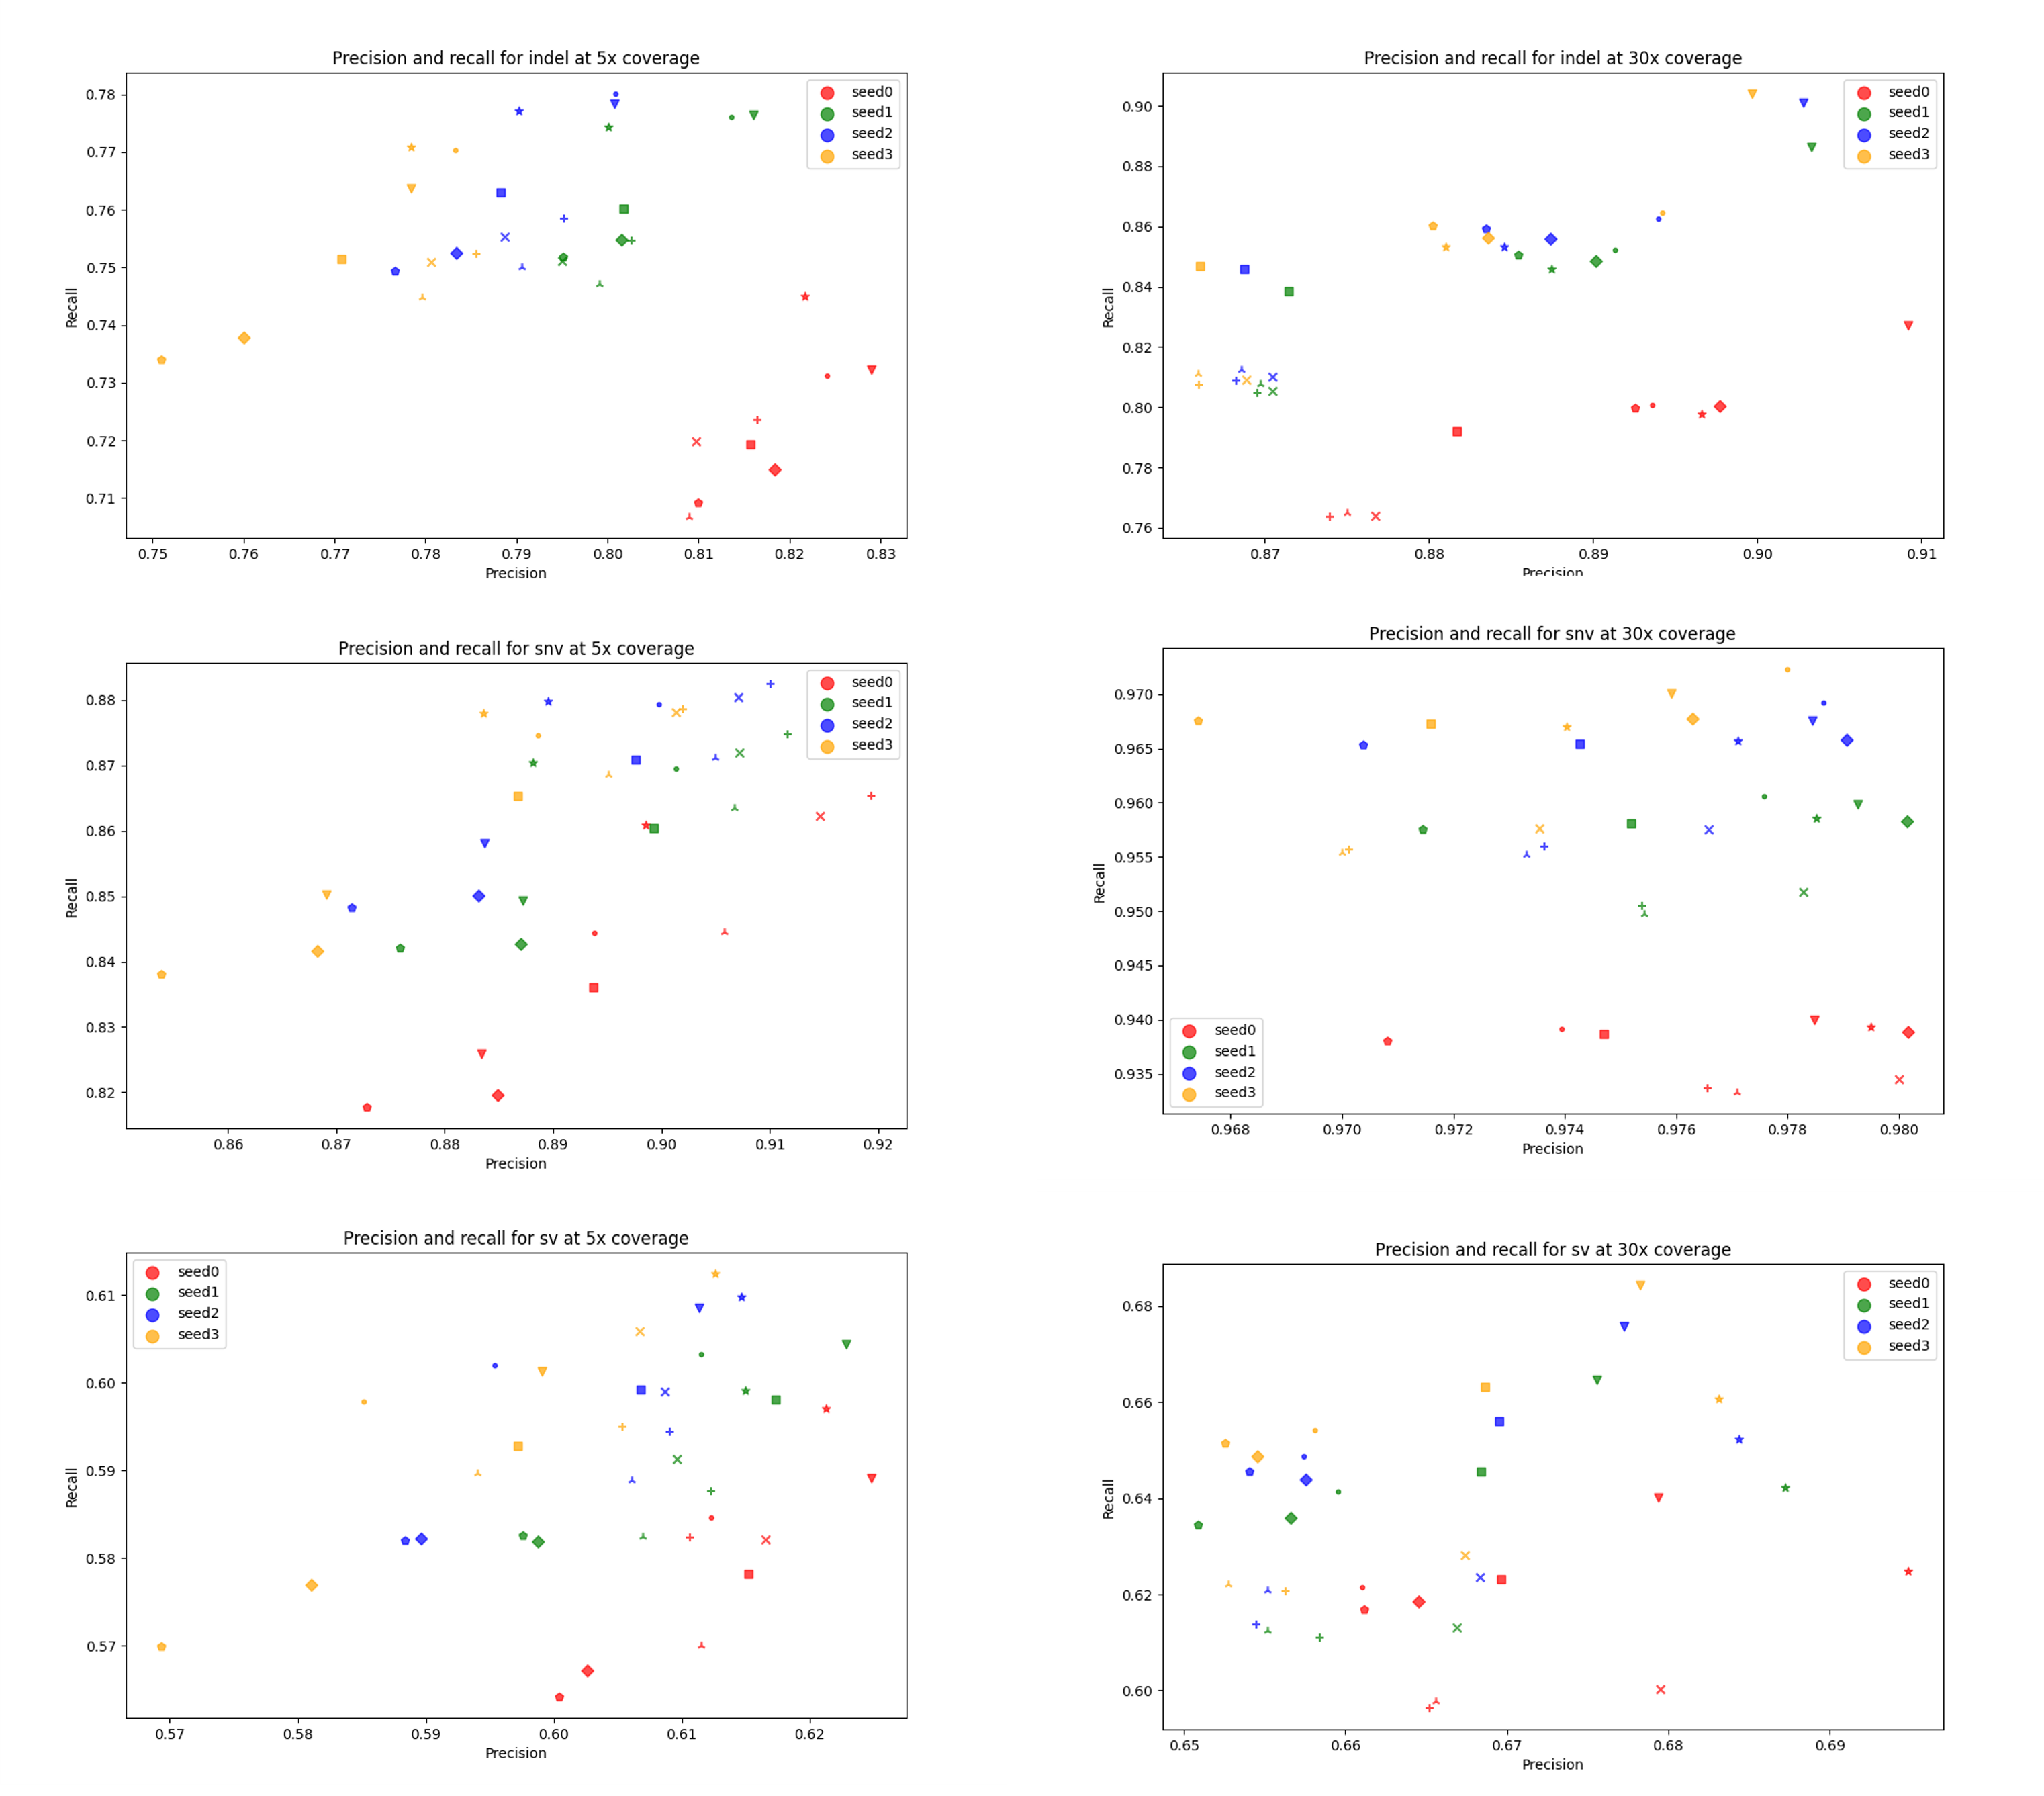 Precision and recall for indel at 5x coverage
seed0
seed1
seed2
seed3
0.78
0.77
0.76
0.75
0.74
0.73
0.72
0.71
Recall
0.75 0.76 0.77 0.78 0.79 0.80 0.81 0.82 0.83
Precision
Precision and recall for indel at 30x coverage
seed0
seed1
seed2
seed3
0.90
0.88
0.86
0.84
0.82
0.80
0.78
0.76
Recall
0.87 0.88 0.89 0.90 0.91
Precision
Precision and recall for snv at 5x coverage
seed0
seed1
seed2
seed3
0.88
0.87
0.86
0.85
0.84
0.83
0.82
Recall
0.86 0.87 0.88 0.89 0.90 0.91 0.92
Precision
Precision and recall for snv at 30x coverage
0.970
0.965
0.960
0.955
0.950
0.945
0.940
0.935
Recall
seed0
seed1
seed2
seed3
0.968 0.970 0.972 0.974 0.976 0.978 0.980
Precision
Precision and recall for sv at 5x coverage
seed0
seed1
seed2
seed3
0.61
0.60
0.59
0.58
0.57
Recall
0.57 0.58 0.59 0.60 0.61 0.62
Precision
Precision and recall for sv at 30x coverage
seed0
seed1
seed2
seed3
0.68
0.66
0.64
0.62
0.60
Recall
0.65 0.66 0.67 0.68 0.69
Precision